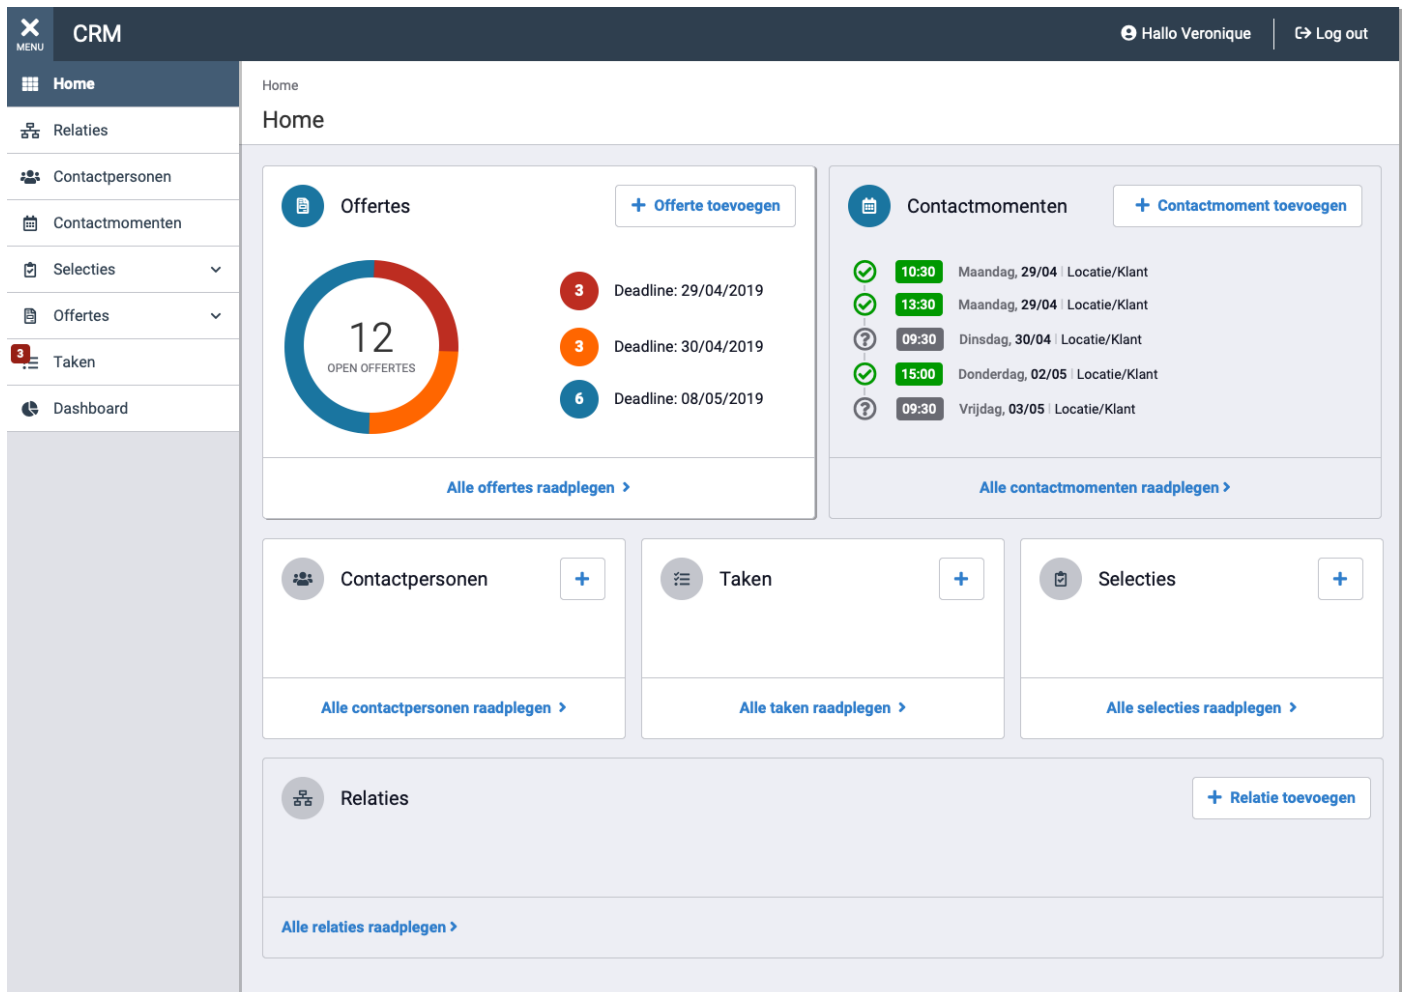 MENU
CRM
Hallo Veronique
Log out
Home
Relaties
Contactpersonen
Contactmomenten
Selecties
Offertes
3
Taken
Dashboard
Home
Home
Offertes
+ Offerte toevoegen
12
OPEN OFFERTES
3 Deadline: 29/04/2019
3 Deadline: 30/04/2019
6 Deadline: 08/05/2019
Alle offertes raadplegen >
Contactmomenten
+ Contactmoment toevoegen
10:30 Maandag, 29/04 | Locatie/Klant
13:30 Maandag, 29/04 | Locatie/Klant
? 09:30 Dinsdag, 30/04 | Locatie/Klant
15:00 Donderdag, 02/05 | Locatie/Klant
? 09:30 Vrijdag, 03/05 | Locatie/Klant
Alle contactmomenten raadplegen >
Contactpersonen
+
Alle contactpersonen raadplegen >
Taken
+
Alle taken raadplegen >
Selecties
+
Alle selecties raadplegen >
Relaties
+ Relatie toevoegen
Alle relaties raadplegen >